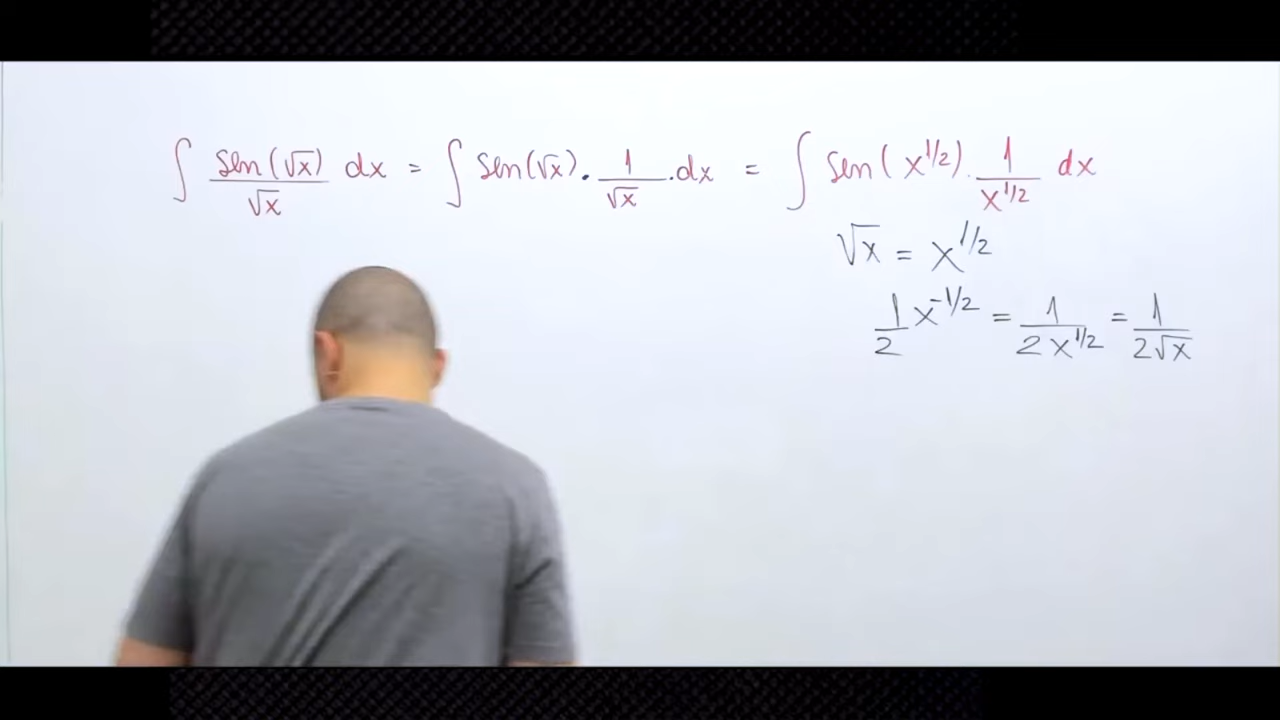 ∫ sen(√x)/√x dx = ∫ sen(√x) · 1/√x · dx = ∫ sen(x^1/2) · 1/x^1/2 dx
√x = x^1/2
1/2 x^-1/2 = 1/2x^1/2 = 1/2√x